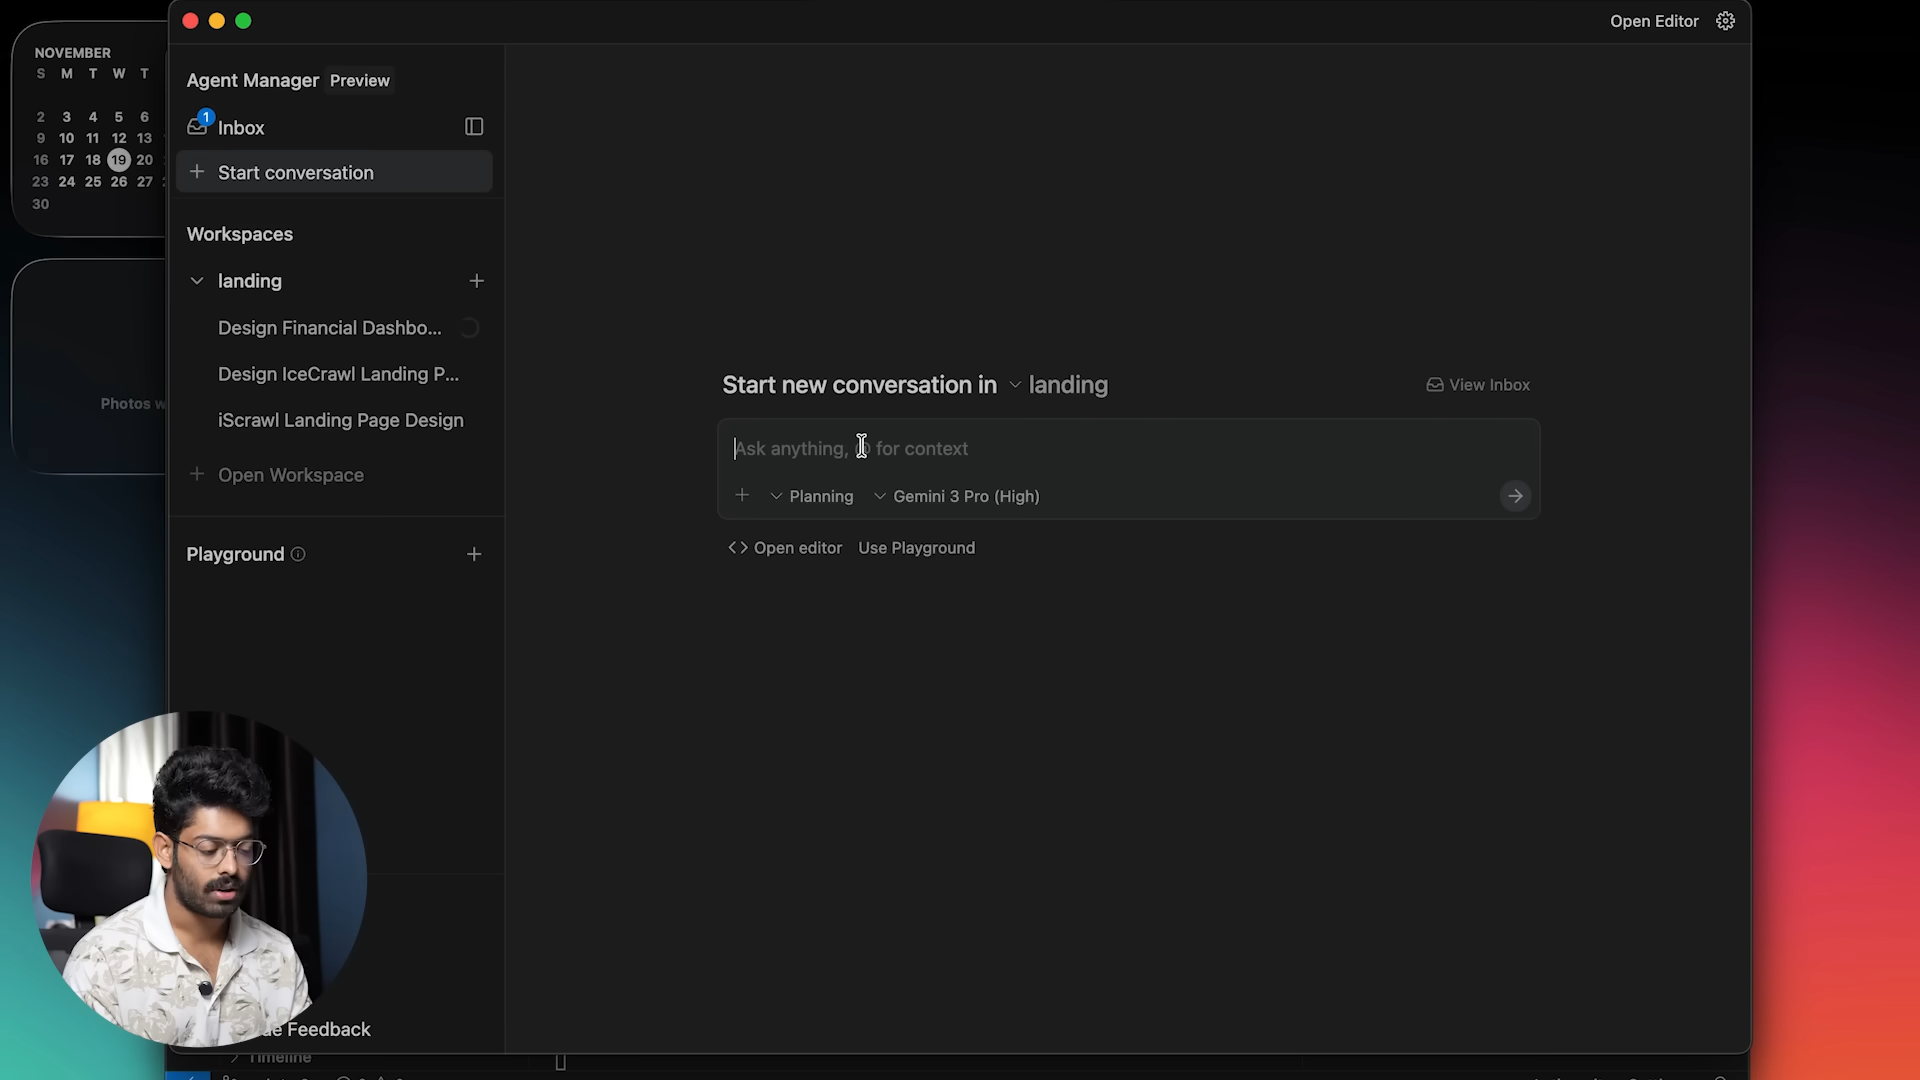 Open Editor
NOVEMBER
S M T W T
2 3 4 5 6
9 10 11 12 13
16 17 18 19 20
23 24 25 26 27
30
Photos w
Agent Manager Preview
1
Inbox
Start conversation
Workspaces
landing
Design Financial Dashbo...
Design IceCrawl Landing P...
iScrawl Landing Page Design
Open Workspace
Playground
Start new conversation in landing
View Inbox
Ask anything, for context
Planning Gemini 3 Pro (High)
Open editor Use Playground
Feedback
Timeline